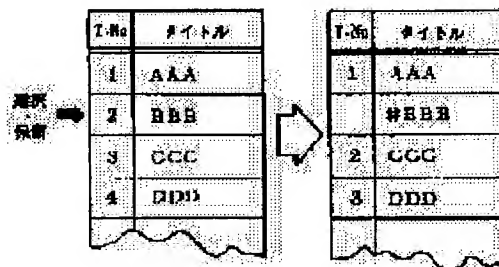 T-No タイトル
1 AAA
2 BBB
3 CCC
4 DDD
選択
保留
T-No タイトル
1 AAA
#BBB
2 CCC
3 DDD